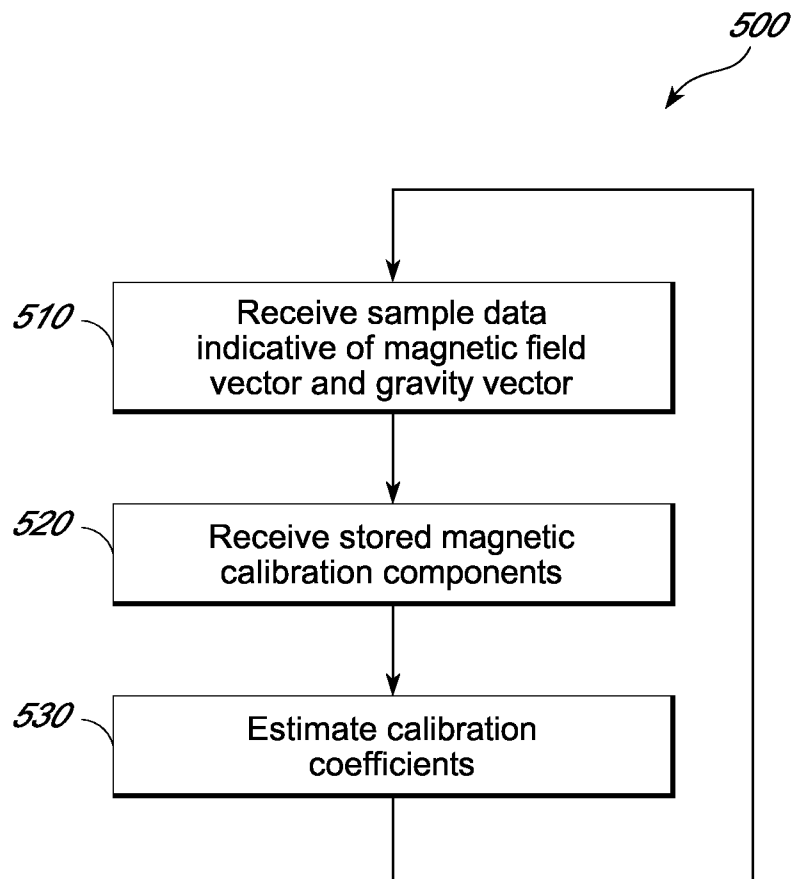 500
510
Receive sample data
indicative of magnetic field
vector and gravity vector
520
Receive stored magnetic
calibration components
530
Estimate calibration
coefficients